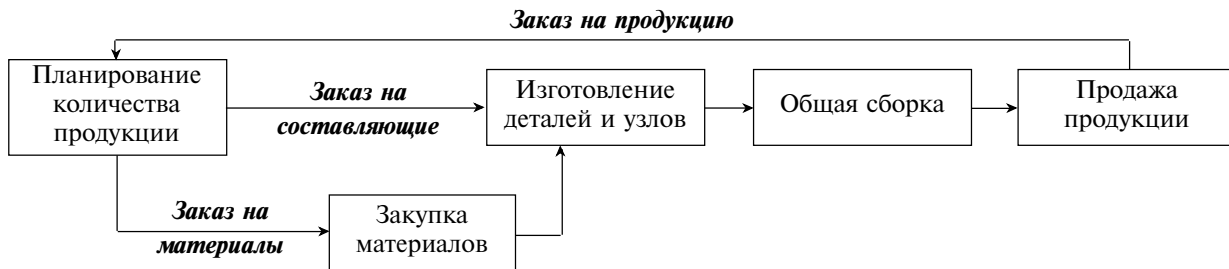 Заказ на продукцию
Планирование
количества
продукции
Заказ на
составляющие
Изготовление
деталей и узлов
Общая сборка
Продажа
продукции
Заказ на
материалы
Закупка
материалов